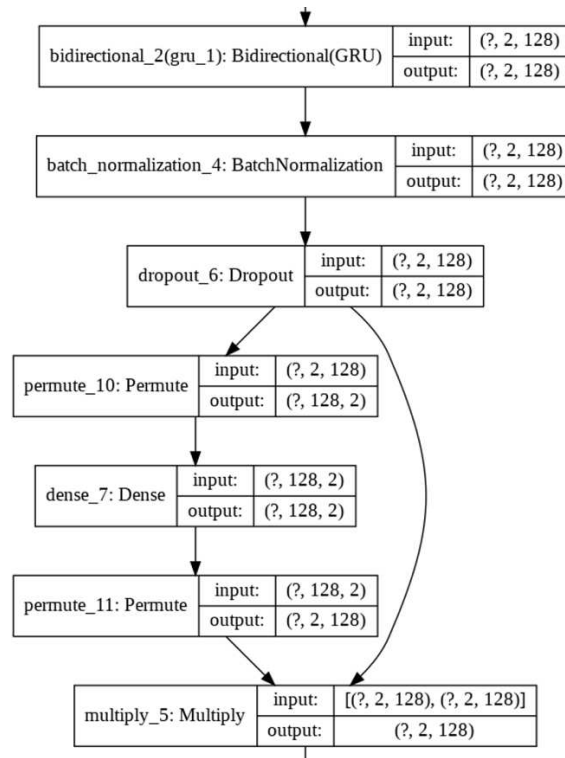 bidirectional_2(gru_1): Bidirectional(GRU)
input: (?, 2, 128)
output: (?, 2, 128)
batch_normalization_4: BatchNormalization
input: (?, 2, 128)
output: (?, 2, 128)
dropout_6: Dropout
input: (?, 2, 128)
output: (?, 2, 128)
permute_10: Permute
input: (?, 2, 128)
output: (?, 128, 2)
dense_7: Dense
input: (?, 128, 2)
output: (?, 128, 2)
permute_11: Permute
input: (?, 128, 2)
output: (?, 2, 128)
multiply_5: Multiply
input: [(?, 2, 128), (?, 2, 128)]
output: (?, 2, 128)